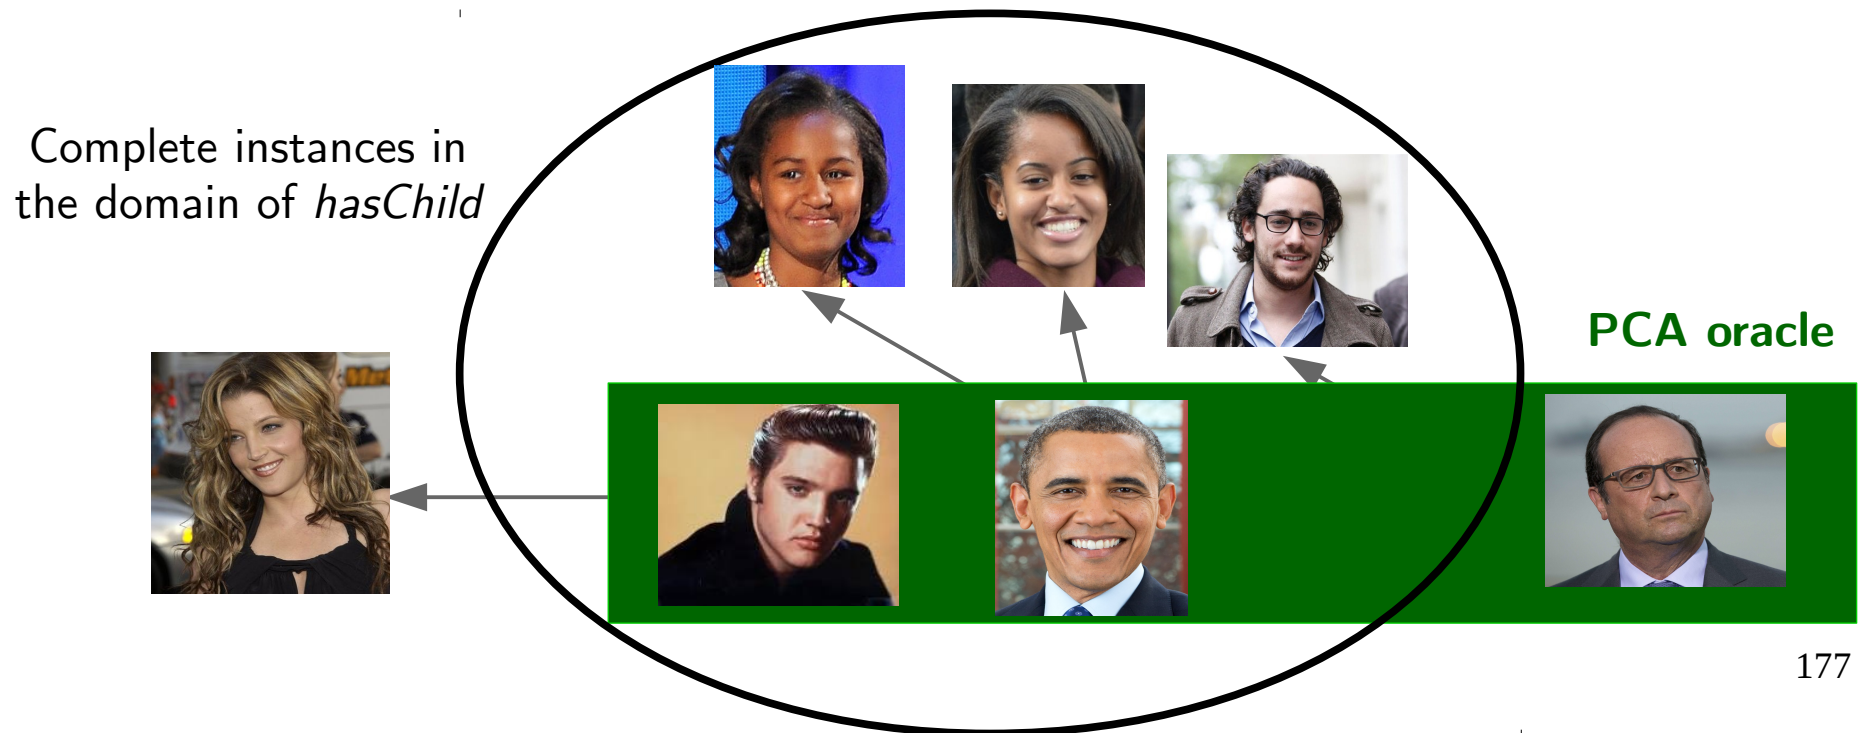 Complete instances in
the domain of hasChild
PCA oracle
177